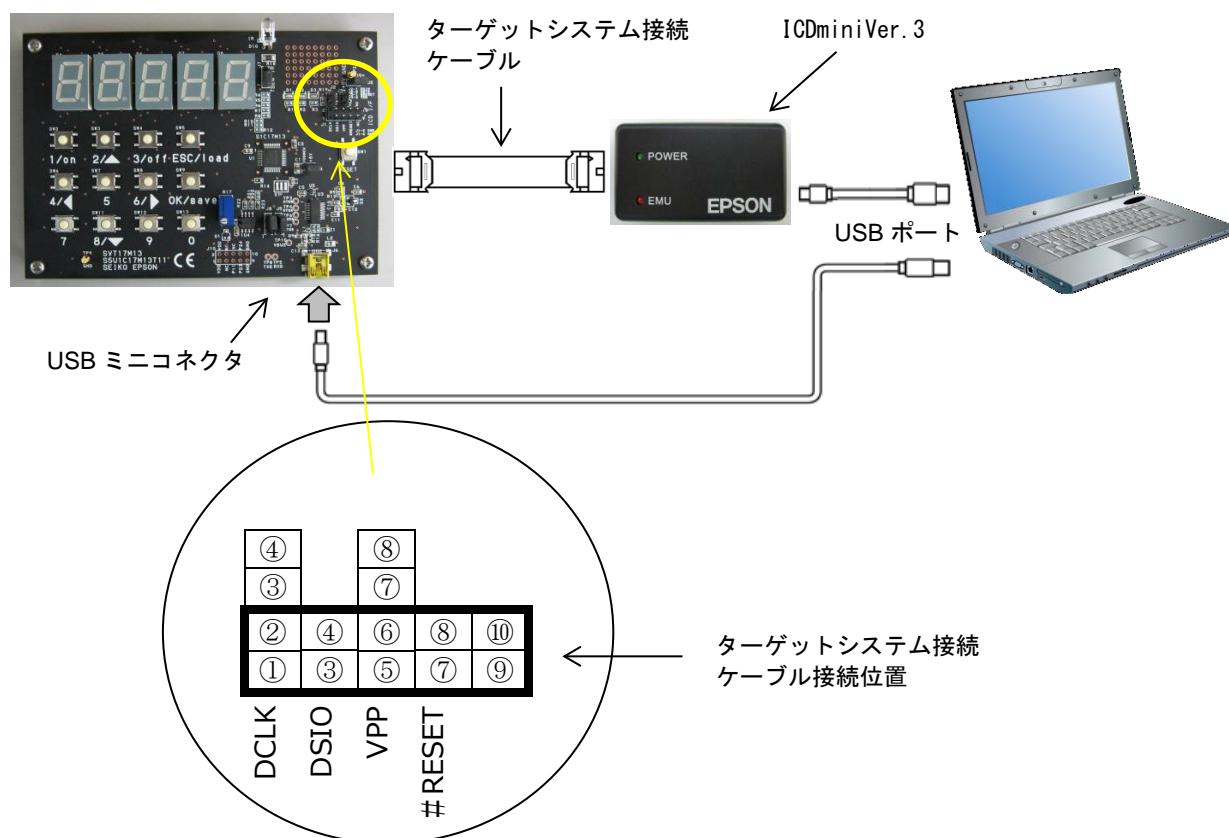 ターゲットシステム接続
ケーブル
ICDminiVer.3
S1C17M13
1/on 2/▲ 3/off ESC/load
4/◀ 5 6/▶ OK/save
7 8/▼ 9 0
SVT17M13
S5U1C17M13T11
SEIKO EPSON
CE
POWER
EMU
EPSON
USB ポート
USB ミニコネクタ
④ ⑧
③ ⑦
② ④ ⑥ ⑧ ⑩
① ③ ⑤ ⑦ ⑨
DCLK
DSIO
VPP
#RESET
ターゲットシステム接続
ケーブル接続位置